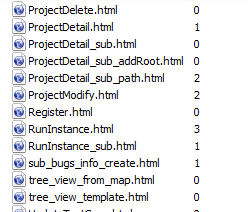 ProjectDelete.html 0
ProjectDetail.html 1
ProjectDetail_sub.html 0
ProjectDetail_sub_addRoot.html 0
ProjectDetail_sub_path.html 2
ProjectModify.html 2
Register.html 0
RunInstance.html 3
RunInstance_sub.html 1
sub_bugs_info_create.html 1
tree_view_from_map.html 0
tree_view_template.html 0